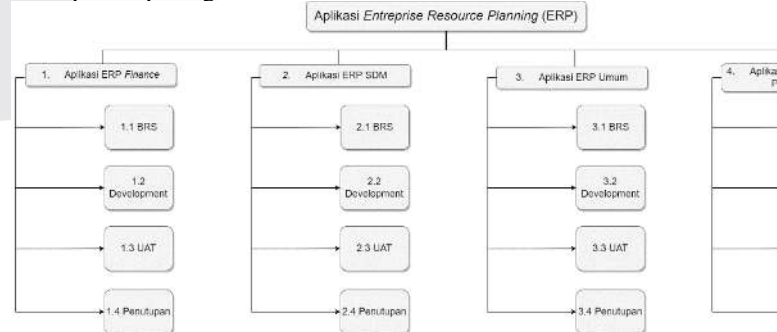 Aplikasi Entreprise Resource Planning (ERP)
1. Aplikasi ERP Finance
2. Aplikasi ERP SDM
3. Aplikasi ERP Umum
4.
1.1 BRS
2.1 BRS
3.1 BRS
1.2
Development
2.2
Development
3.2
Development
1.3 UAT
2.3 UAT
3.3 UAT
1.4 Penutupan
2.4 Penutupan
3.4 Penutupan